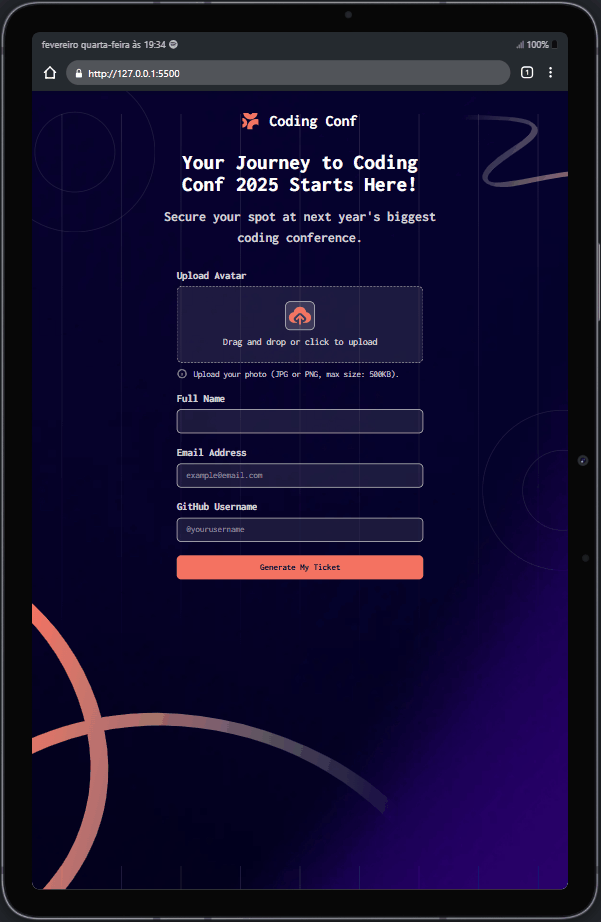 fevereiro quarta-feira às 19:34
100%
http://127.0.0.1:5500
1
Coding Conf
Your Journey to Coding
Conf 2025 Starts Here!
Secure your spot at next year's biggest
coding conference.
Upload Avatar
Drag and drop or click to upload
Upload your photo (JPG or PNG, max size: 500KB).
Full Name
Email Address
example@email.com
GitHub Username
@yourusername
Generate My Ticket